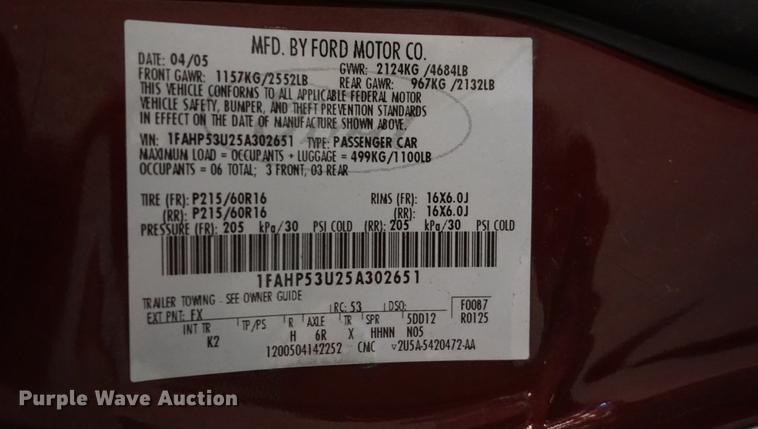 MFD. BY FORD MOTOR CO.
DATE: 04/05 GVWR: 2124KG /4684LB
FRONT GAWR: 1157KG/2552LB REAR GAWR: 967KG /2132LB
THIS VEHICLE CONFORMS TO ALL APPLICABLE FEDERAL MOTOR
VEHICLE SAFETY, BUMPER, AND THEFT PREVENTION STANDARDS
IN EFFECT ON THE DATE OF MANUFACTURE SHOWN ABOVE.
VIN: 1FAHP53U25A302651 TYPE: PASSENGER CAR
MAXIMUM LOAD = OCCUPANTS + LUGGAGE = 499KG/1100LB
OCCUPANTS = 06 TOTAL; 3 FRONT, 03 REAR
TIRE (FR): P215/60R16 RIMS (FR): 16X6.0J
(RR): P215/60R16 (RR): 16X6.0J
PRESSURE (FR): 205 kPa/30 PSI COLD (RR): 205 kPa/30 PSI COLD
1FAHP53U25A302651
TRAILER TOWING - SEE OWNER GUIDE
EXT PNT: FX RC: 53 DSO: F0087
INT TR TP/PS R AXLE TR SPR 5DD12 R0125
K2 H 6R X HHNN N05
1200504142252 CMC ▽2U5A-5420472-AA
Purple Wave Auction